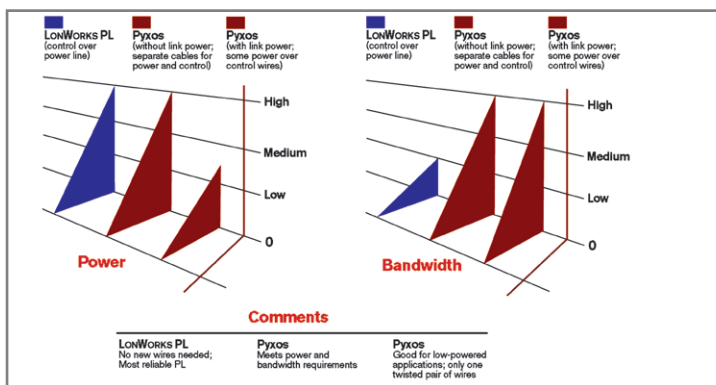 LONWORKS PL
(control over
power line)
PYXOS
(without link power;
separate cables for
power and control)
PYXOS
(with link power;
some power over
control wires)
High
Medium
Low
0
Power
LONWORKS PL
(control over
power line)
PYXOS
(without link power;
separate cables for
power and control)
PYXOS
(with link power;
some power over
control wires)
High
Medium
Low
0
Bandwidth
Comments
LONWORKS PL
No new wires needed;
Most reliable PL
PYXOS
Meets power and
bandwidth requirements
PYXOS
Good for low-powered
applications; only one
twisted pair of wires